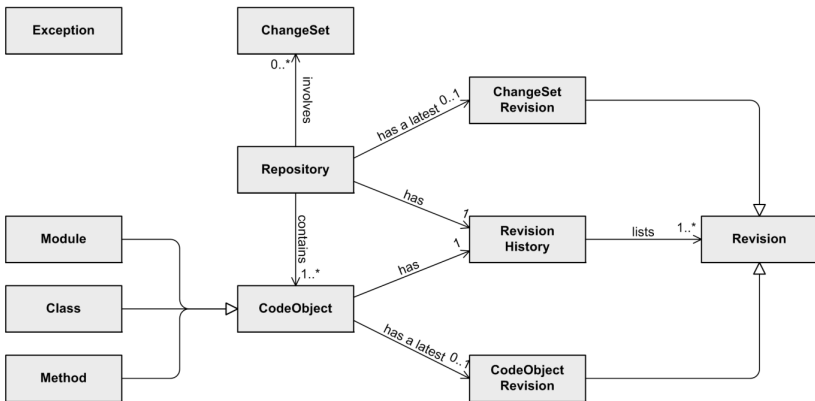 Exception
ChangeSet
0..*
involves
has a latest
0..1
ChangeSet
Revision
Repository
has
1
contains
1..*
Module
Revision
History
lists
1..*
Revision
has
1
Class
CodeObject
has a latest
0..1
Method
CodeObject
Revision